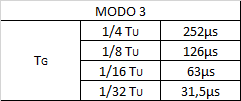 MODO 3
TG 1/4 TU 252μs
1/8 TU 126μs
1/16 TU 63μs
1/32 TU 31,5μs